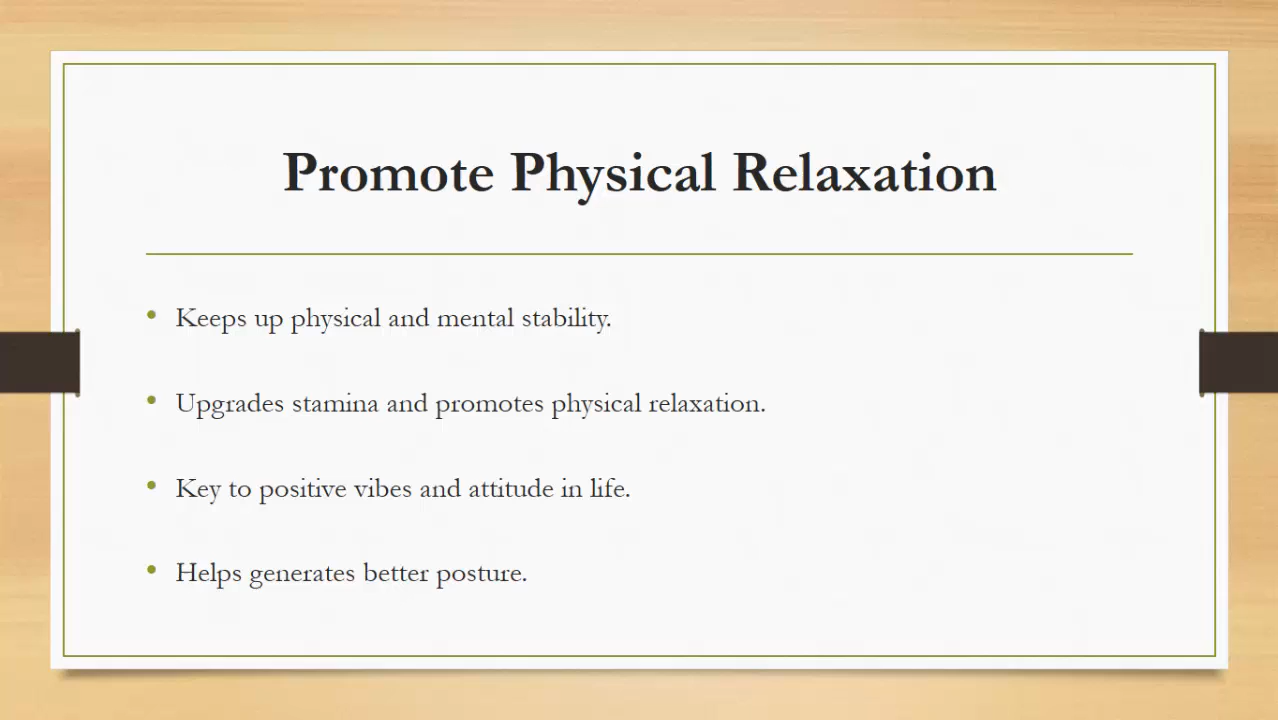 Promote Physical Relaxation
• Keeps up physical and mental stability.
• Upgrades stamina and promotes physical relaxation.
• Key to positive vibes and attitude in life.
• Helps generates better posture.